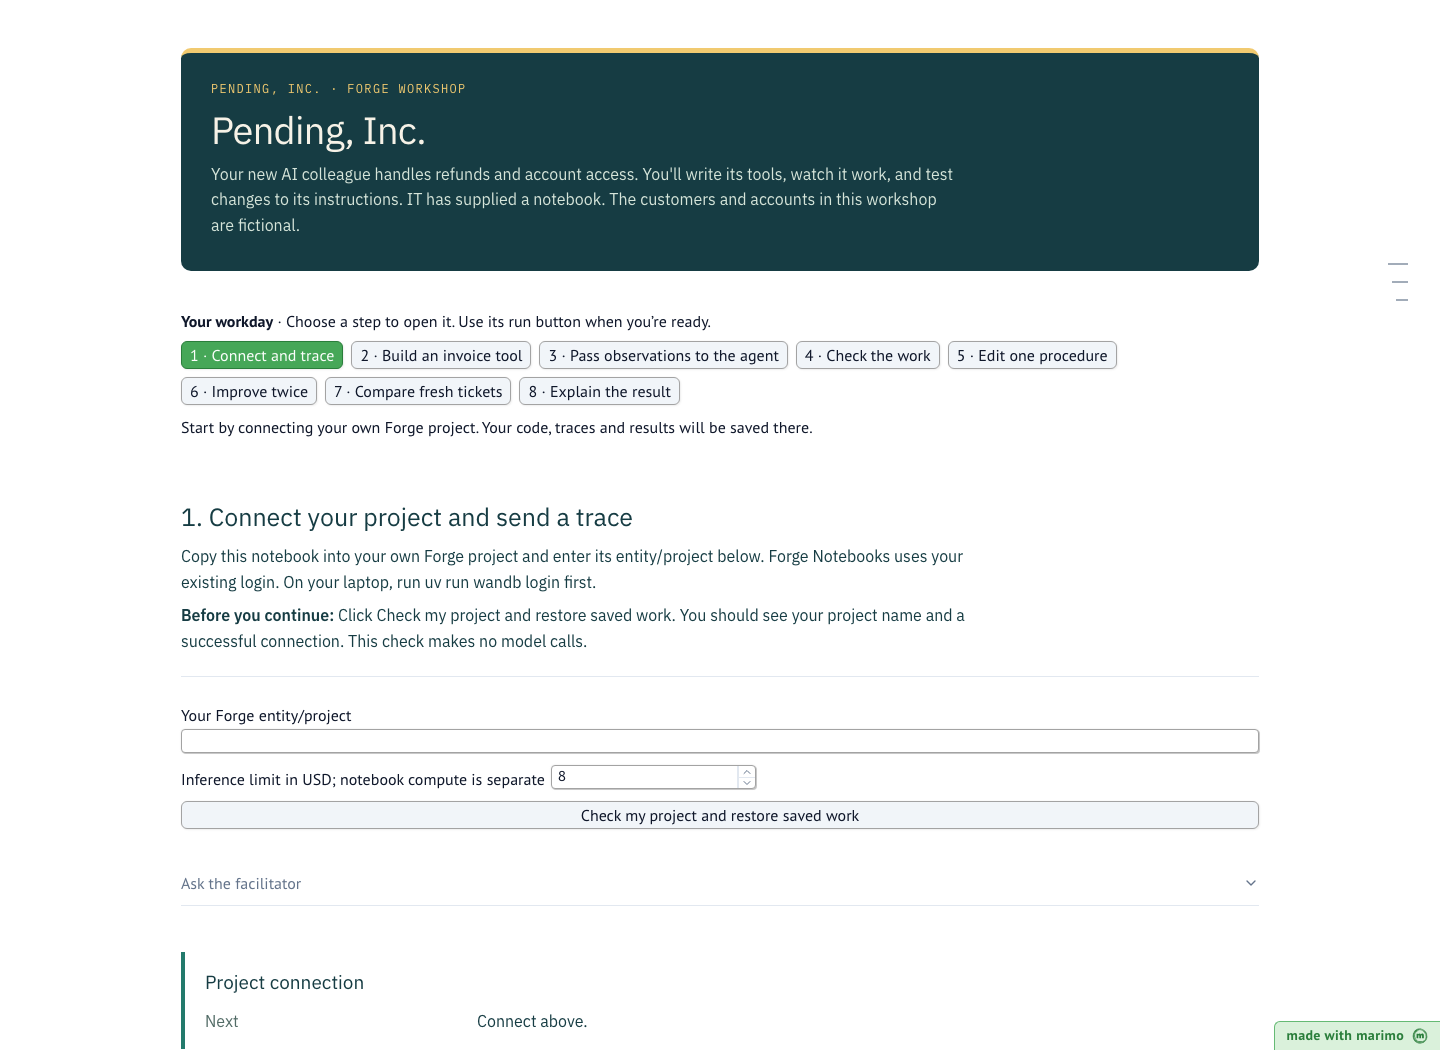 PENDING, INC. · FORGE WORKSHOP
Pending, Inc.
Your new AI colleague handles refunds and account access. You'll write its tools, watch it work, and test
changes to its instructions. IT has supplied a notebook. The customers and accounts in this workshop
are fictional.
Your workday · Choose a step to open it. Use its run button when you're ready.
1 · Connect and trace
2 · Build an invoice tool
3 · Pass observations to the agent
4 · Check the work
5 · Edit one procedure
6 · Improve twice
7 · Compare fresh tickets
8 · Explain the result
Start by connecting your own Forge project. Your code, traces and results will be saved there.
1. Connect your project and send a trace
Copy this notebook into your own Forge project and enter its entity/project below. Forge Notebooks uses your
existing login. On your laptop, run uv run wandb login first.
Before you continue: Click Check my project and restore saved work. You should see your project name and a
successful connection. This check makes no model calls.
Your Forge entity/project
Inference limit in USD; notebook compute is separate 8
Check my project and restore saved work
Ask the facilitator
Project connection
Next Connect above.
made with marimo m